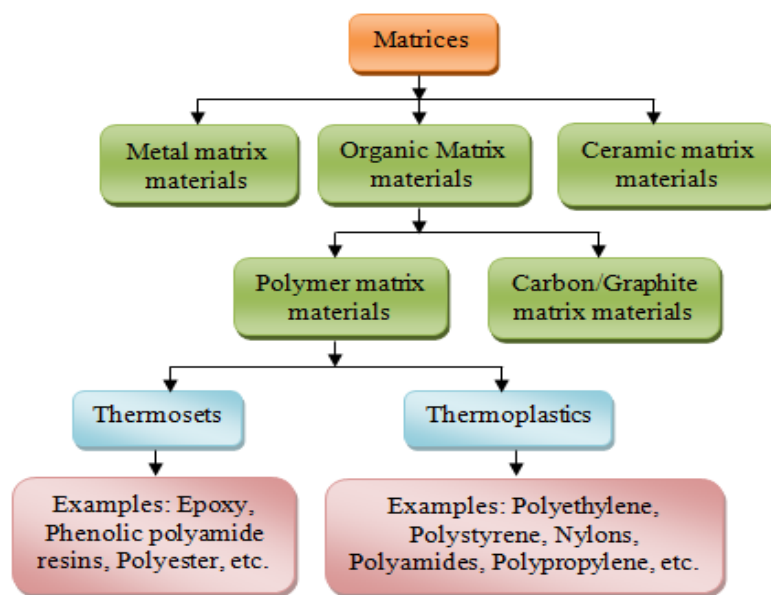 Matrices
Metal matrix
materials
Organic Matrix
materials
Ceramic matrix
materials
Polymer matrix
materials
Carbon/Graphite
matrix materials
Thermosets
Thermoplastics
Examples: Epoxy,
Phenolic polyamide
resins, Polyester, etc.
Examples: Polyethylene,
Polystyrene, Nylons,
Polyamides, Polypropylene, etc.